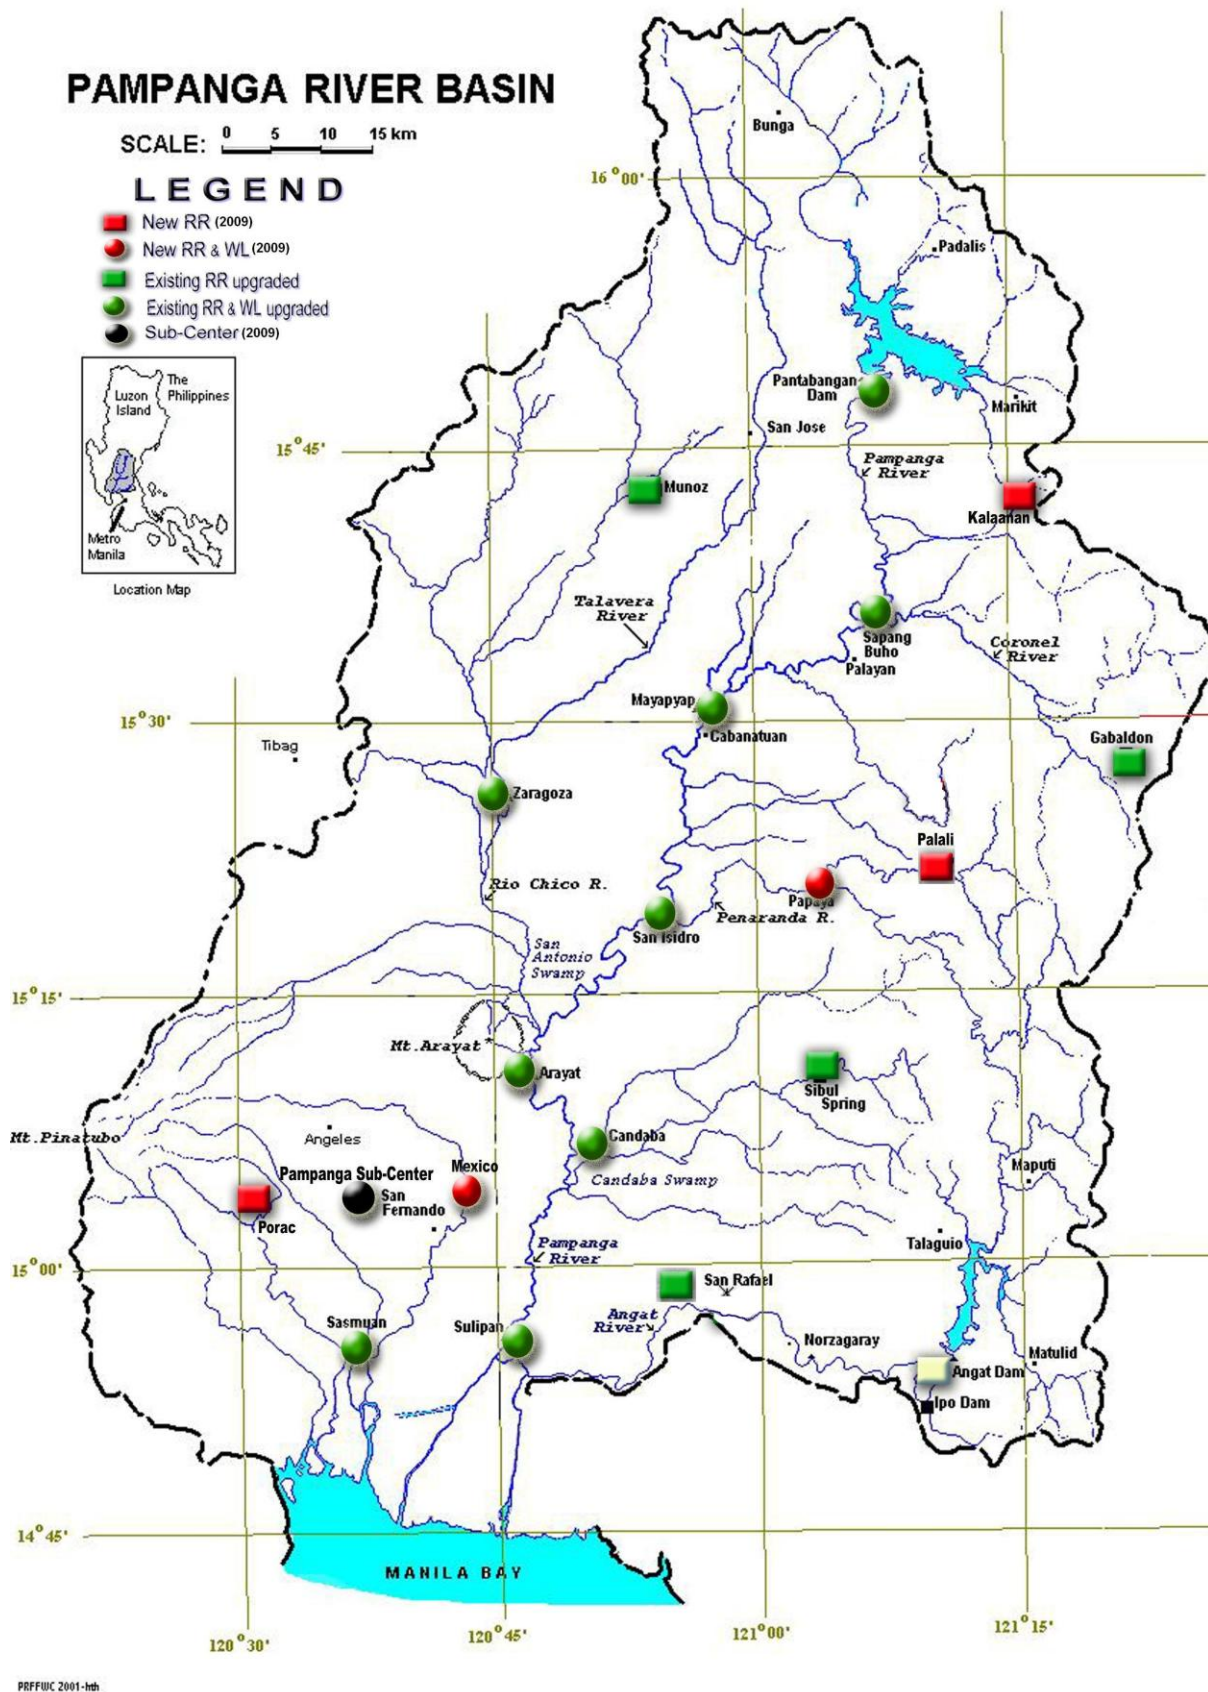 PAMPANGA RIVER BASIN
SCALE: 0 5 10 15 km
LEGEND
New RR (2009)
New RR & WL (2009)
Existing RR upgraded
Existing RR & WL upgraded
Sub-Center (2009)
Luzon
Island
The
Philippines
Metro
Manila
Location Map
Bunga
16°00'
Padalis
Pantabangan
Dam
Marikit
San Jose
15°45'
Pampanga
River
Munoz
Kalaanan
Talavera
River
Sapang
Buho
Palayan
Coronel
River
Mayapyap
15°30'
Cabanatuan
Tibag
Gabaldon
Zaragoza
Palali
Rio Chico R.
Papaya
Penaranda R.
San Isidro
San
Antonio
Swamp
15°15'
Mt.Arayat
Arayat
Sibul
Spring
Mt.Pinatubo
Angeles
Candaba
Candaba Swamp
Maputi
Pampanga Sub-Center
Mexico
San
Fernando
Porac
Talaguio
Pampanga
River
15°00'
San Rafael
Angat
River
Sasmuan
Sulipan
Norzagaray
Matulid
Angat Dam
Ipo Dam
14°45'
MANILA BAY
120°30'
120°45'
121°00'
121°15'
PRFFWC 2001-hth